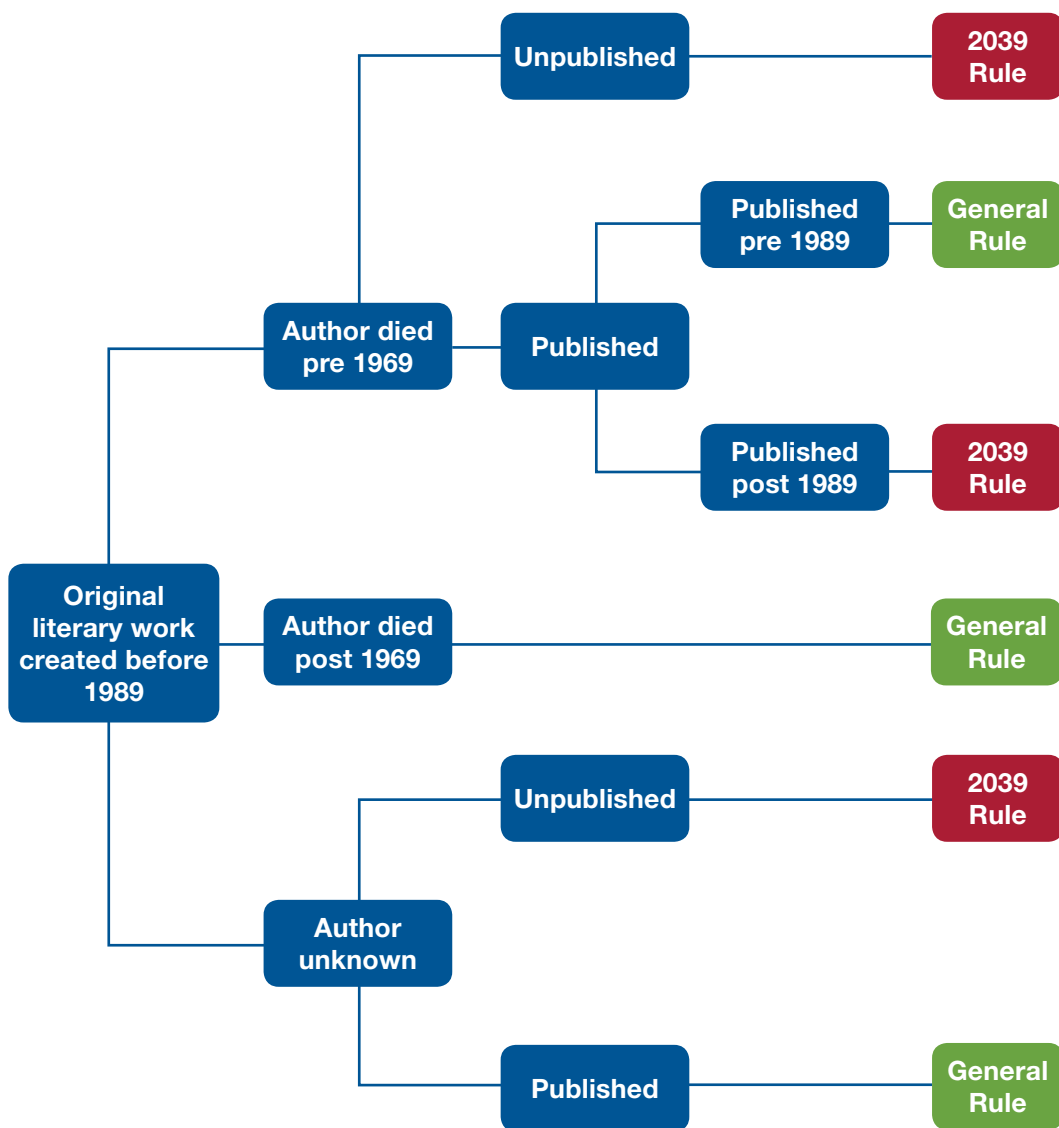 Unpublished
2039
Rule
Published
pre 1989
General
Rule
Author died
pre 1969
Published
Published
post 1989
2039
Rule
Original
literary work
created before
1989
Author died
post 1969
General
Rule
Unpublished
2039
Rule
Author
unknown
Published
General
Rule